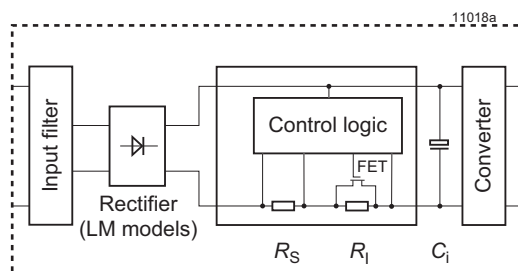 11018a
Input filter
Rectifier
(LM models)
Control logic
FET
Converter
RS
RI
Ci